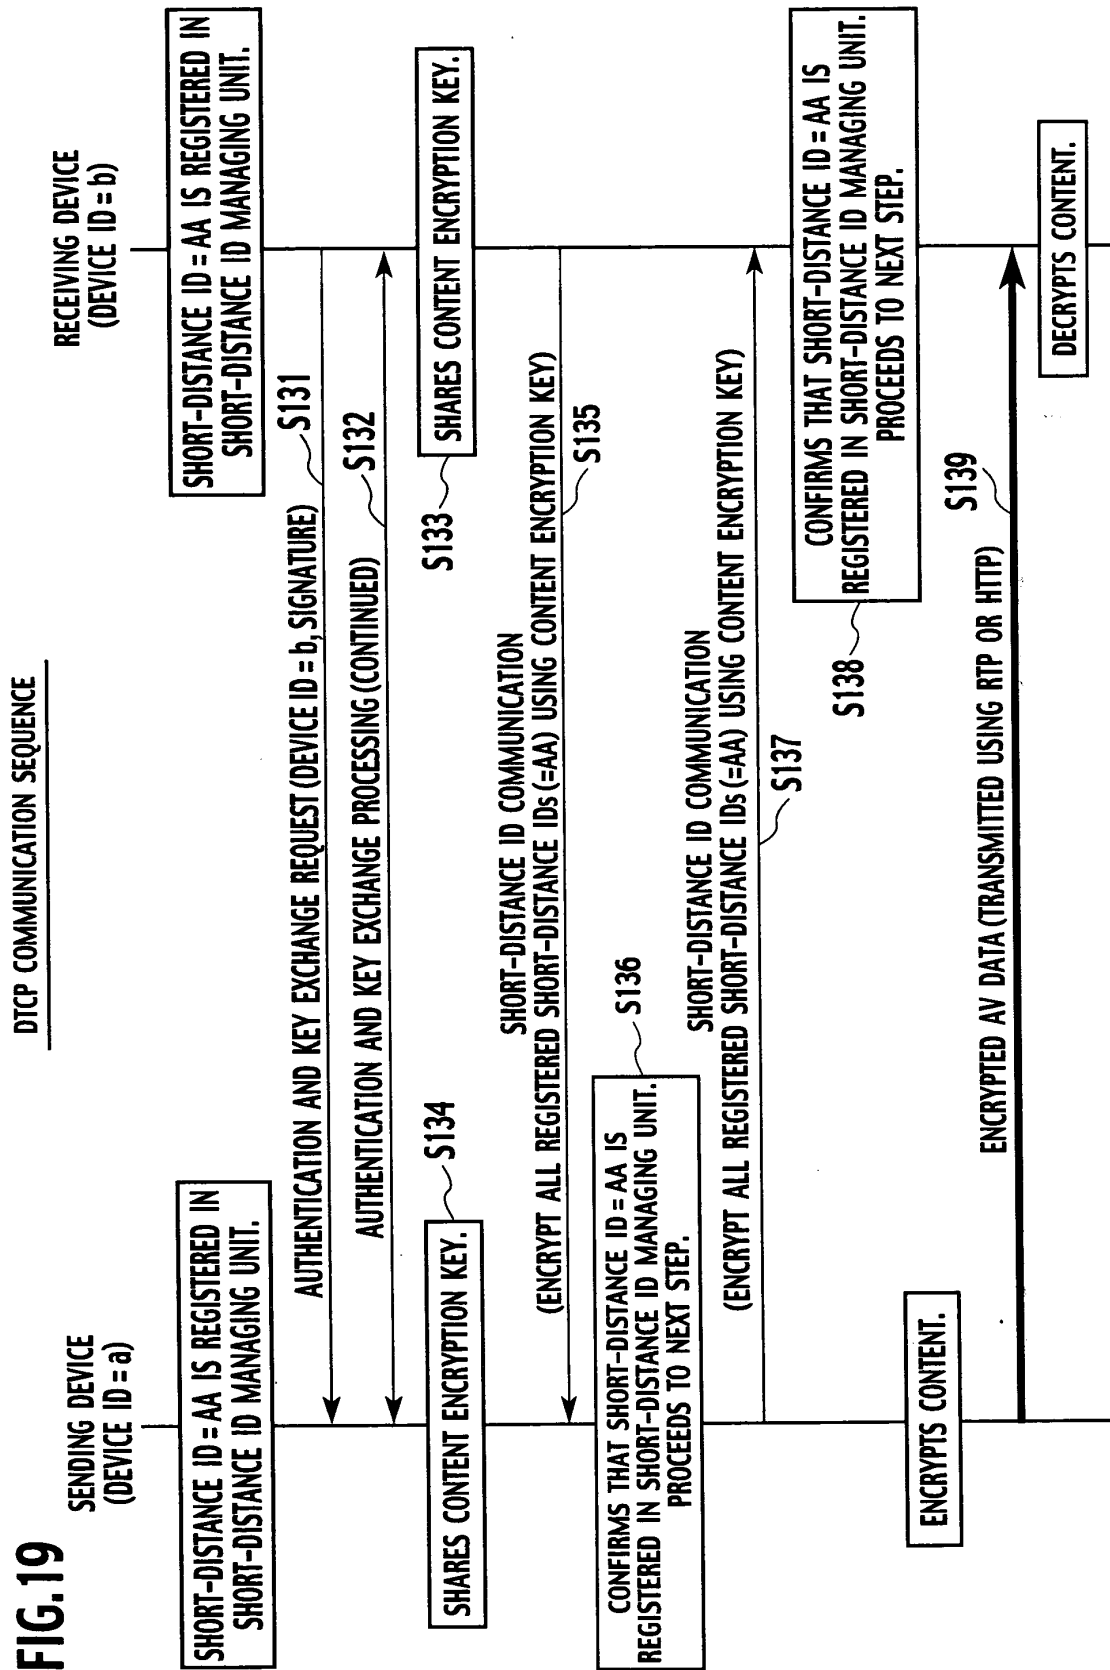 FIG.19
DTCP COMMUNICATION SEQUENCE
SENDING DEVICE
(DEVICE ID = a)
RECEIVING DEVICE
(DEVICE ID = b)
SHORT-DISTANCE ID = AA IS REGISTERED IN
SHORT-DISTANCE ID MANAGING UNIT.
SHORT-DISTANCE ID = AA IS REGISTERED IN
SHORT-DISTANCE ID MANAGING UNIT.
AUTHENTICATION AND KEY EXCHANGE REQUEST (DEVICE ID = b, SIGNATURE)
S131
AUTHENTICATION AND KEY EXCHANGE PROCESSING (CONTINUED)
S132
SHARES CONTENT ENCRYPTION KEY.
S134
S133
SHARES CONTENT ENCRYPTION KEY.
SHORT-DISTANCE ID COMMUNICATION
(ENCRYPT ALL REGISTERED SHORT-DISTANCE IDs (=AA) USING CONTENT ENCRYPTION KEY)
S135
CONFIRMS THAT SHORT-DISTANCE ID = AA IS
REGISTERED IN SHORT-DISTANCE ID MANAGING UNIT.
PROCEEDS TO NEXT STEP.
S136
SHORT-DISTANCE ID COMMUNICATION
(ENCRYPT ALL REGISTERED SHORT-DISTANCE IDs (=AA) USING CONTENT ENCRYPTION KEY)
S137
S138
CONFIRMS THAT SHORT-DISTANCE ID = AA IS
REGISTERED IN SHORT-DISTANCE ID MANAGING UNIT.
PROCEEDS TO NEXT STEP.
ENCRYPTS CONTENT.
ENCRYPTED AV DATA (TRANSMITTED USING RTP OR HTTP)
S139
DECRYPTS CONTENT.